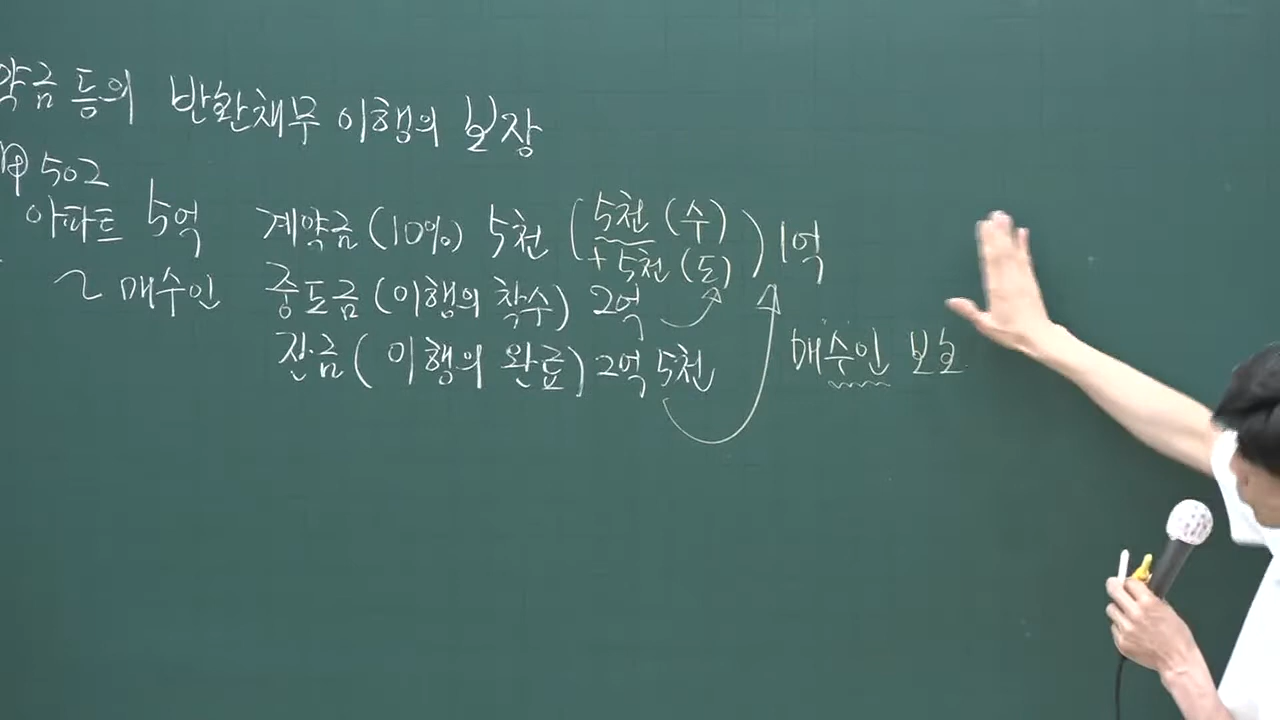 약금 등의 반환채무 이행의 보장
P 502
아파트 5억 계약금 (10%) 5천 (5천 (수) + 5천 (토)) 1억
~ 매수인 중도금 (이행의 착수) 2억
잔금 (이행의 완료) 2억 5천 매수인 보호